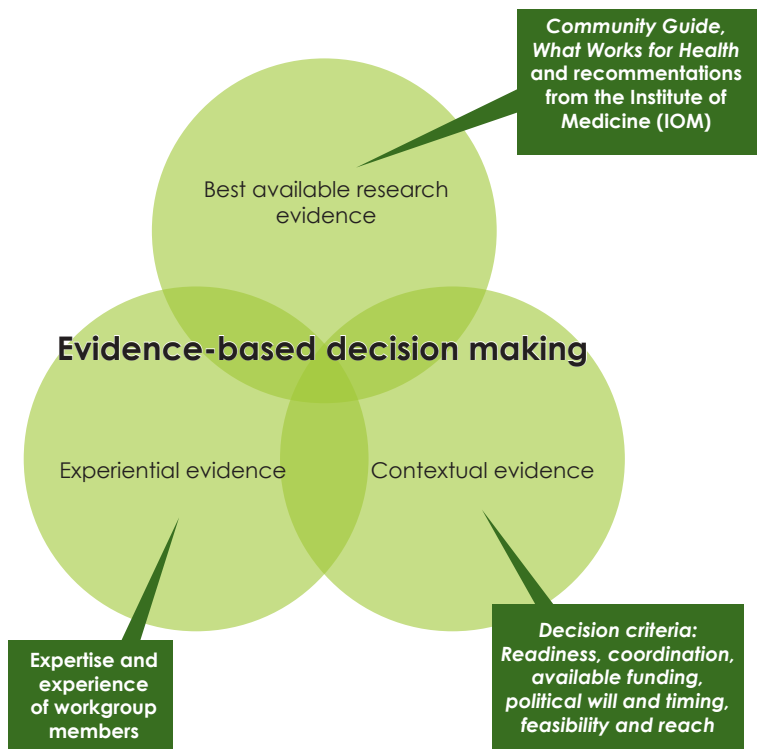 Community Guide,
What Works for Health
and recommentations
from the Institute of
Medicine (IOM)
Best available research
evidence
Evidence-based decision making
Experiential evidence
Contextual evidence
Expertise and
experience
of workgroup
members
Decision criteria:
Readiness, coordination,
available funding,
political will and timing,
feasibility and reach